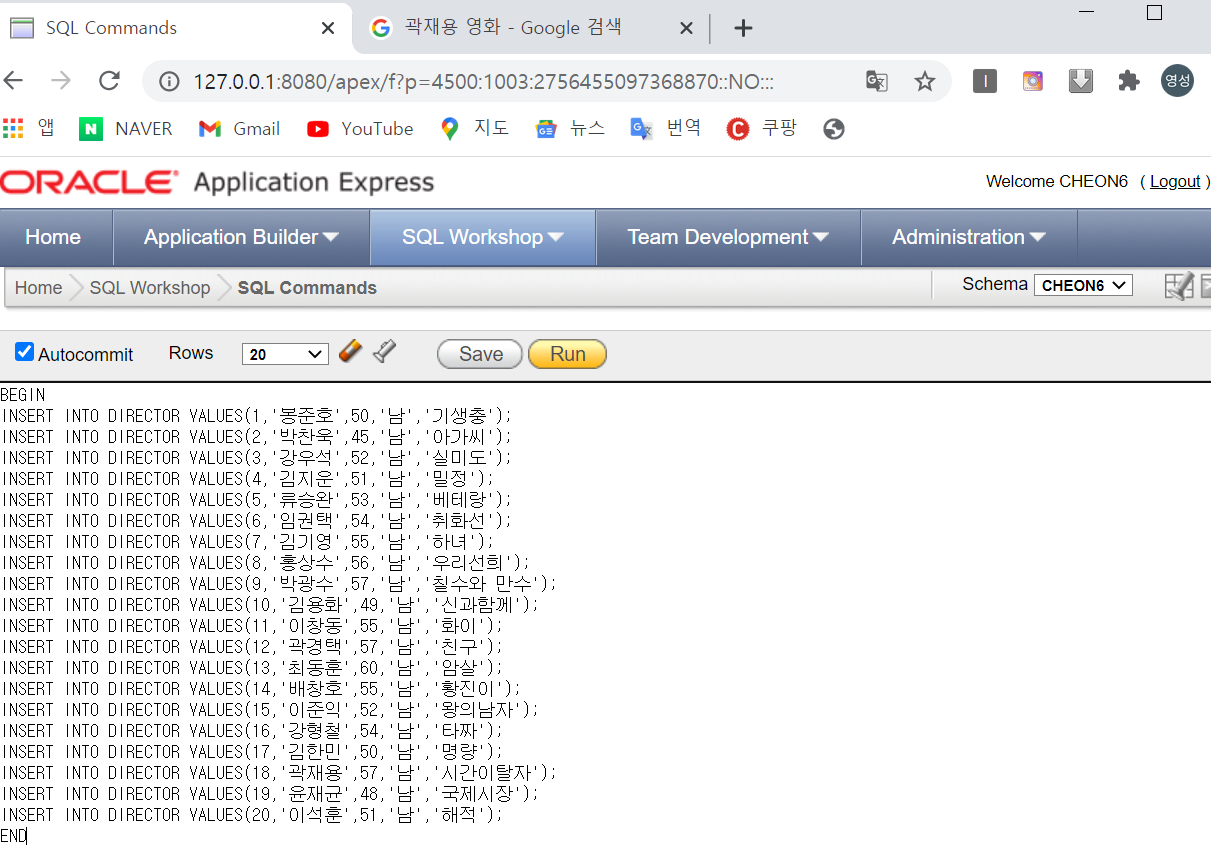 SQL Commands
곽재용 영화 - Google 검색
127.0.0.1:8080/apex/f?p=4500:1003:2756455097368870::NO:::
영성
앱 NAVER Gmail YouTube 지도 뉴스 번역 쿠팡
ORACLE Application Express
Welcome CHEON6 ( Logout )
Home Application Builder SQL Workshop Team Development Administration
Home SQL Workshop SQL Commands
Schema CHEON6
Autocommit Rows 20 Save Run
BEGIN
INSERT INTO DIRECTOR VALUES(1,'봉준호',50,'남','기생충');
INSERT INTO DIRECTOR VALUES(2,'박찬욱',45,'남','아가씨');
INSERT INTO DIRECTOR VALUES(3,'강우석',52,'남','실미도');
INSERT INTO DIRECTOR VALUES(4,'김지운',51,'남','밀정');
INSERT INTO DIRECTOR VALUES(5,'류승완',53,'남','베테랑');
INSERT INTO DIRECTOR VALUES(6,'임권택',54,'남','취화선');
INSERT INTO DIRECTOR VALUES(7,'김기영',55,'남','하녀');
INSERT INTO DIRECTOR VALUES(8,'홍상수',56,'남','우리선희');
INSERT INTO DIRECTOR VALUES(9,'박광수',57,'남','칠수와 만수');
INSERT INTO DIRECTOR VALUES(10,'김용화',49,'남','신과함께');
INSERT INTO DIRECTOR VALUES(11,'이창동',55,'남','화이');
INSERT INTO DIRECTOR VALUES(12,'곽경택',57,'남','친구');
INSERT INTO DIRECTOR VALUES(13,'최동훈',60,'남','암살');
INSERT INTO DIRECTOR VALUES(14,'배창호',55,'남','황진이');
INSERT INTO DIRECTOR VALUES(15,'이준익',52,'남','왕의남자');
INSERT INTO DIRECTOR VALUES(16,'강형철',54,'남','타짜');
INSERT INTO DIRECTOR VALUES(17,'김한민',50,'남','명량');
INSERT INTO DIRECTOR VALUES(18,'곽재용',57,'남','시간이탈자');
INSERT INTO DIRECTOR VALUES(19,'윤재균',48,'남','국제시장');
INSERT INTO DIRECTOR VALUES(20,'이석훈',51,'남','해적');
END